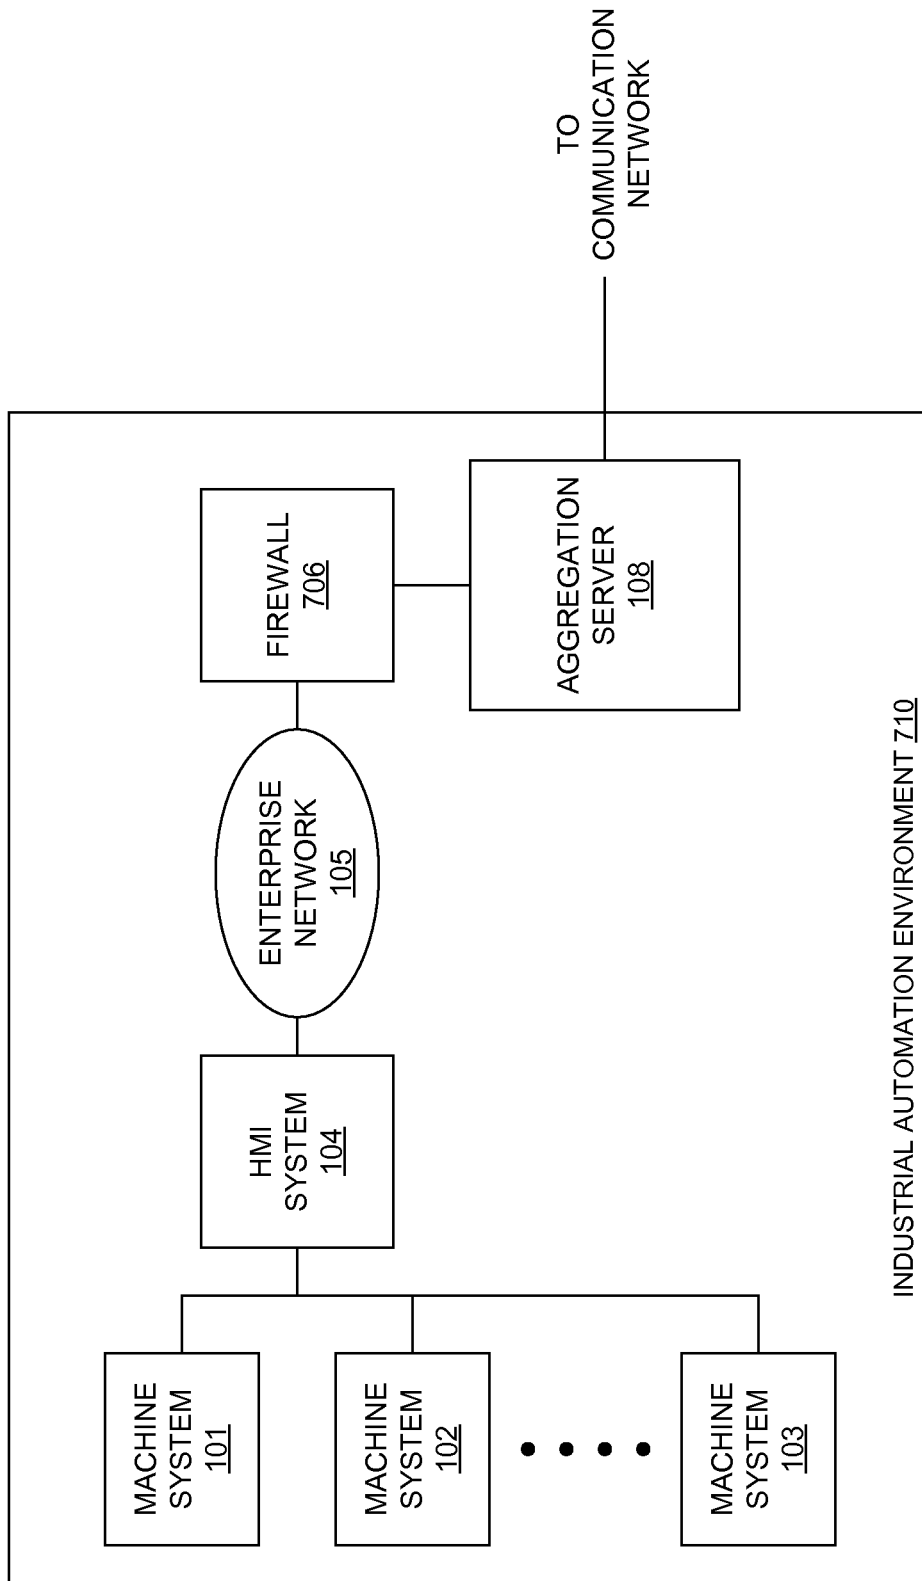 MACHINE
SYSTEM
101
MACHINE
SYSTEM
102
MACHINE
SYSTEM
103
HMI
SYSTEM
104
ENTERPRISE
NETWORK
105
FIREWALL
706
AGGREGATION
SERVER
108
TO
COMMUNICATION
NETWORK
INDUSTRIAL AUTOMATION ENVIRONMENT 710